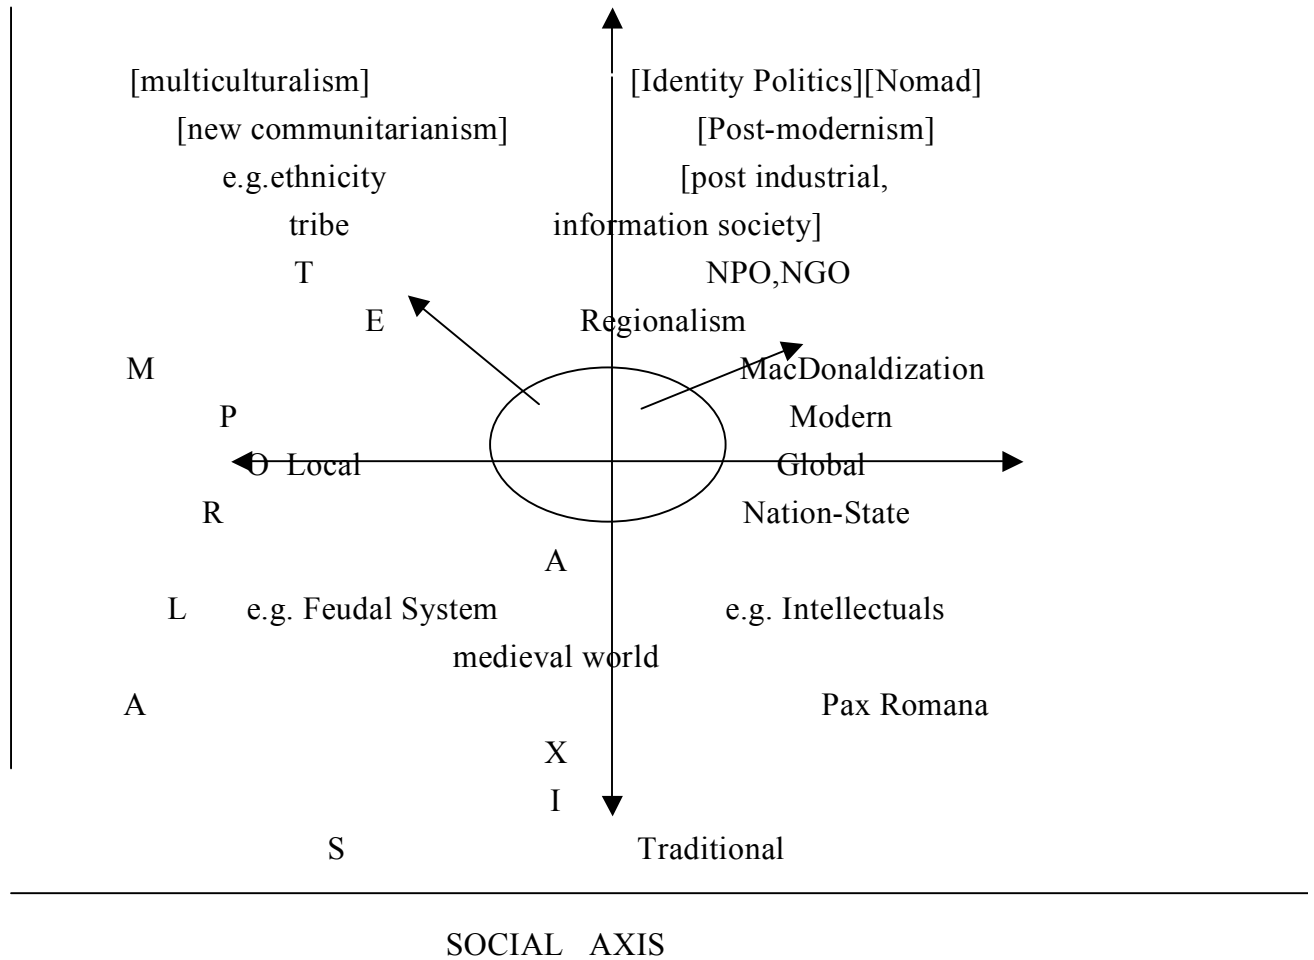 [multiculturalism] [Identity Politics][Nomad]
[new communitarianism] [Post-modernism]
e.g.ethnicity [post industrial,
tribe information society]
T NPO,NGO
E Regionalism
M MacDonaldization
P Modern
O Local Global
R Nation-State
A
L e.g. Feudal System e.g. Intellectuals
medieval world
A Pax Romana
X
I
S Traditional
SOCIAL AXIS